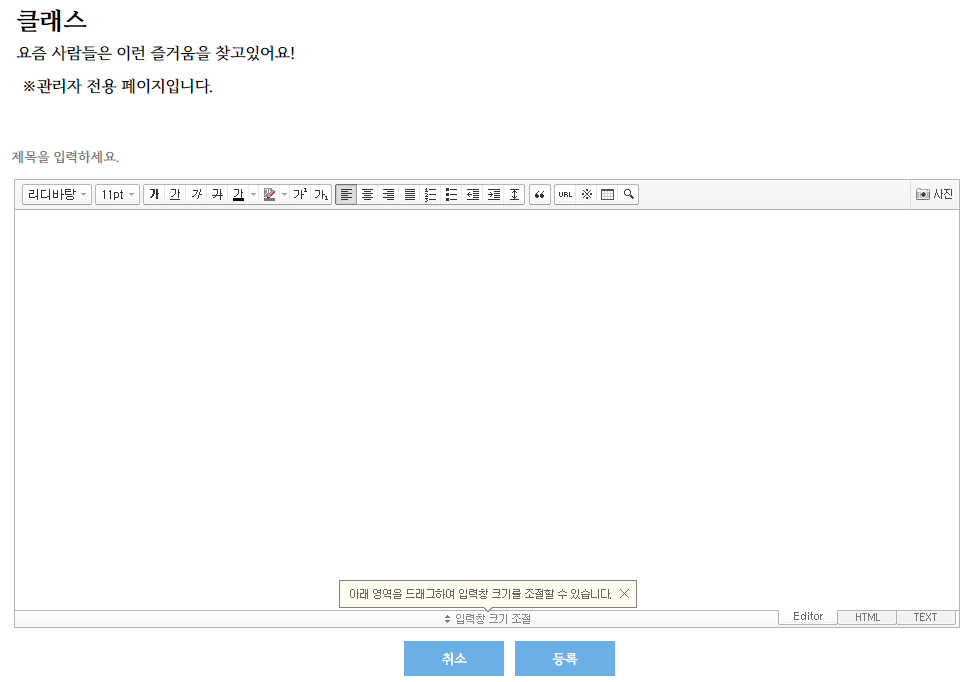 클래스
요즘 사람들은 이런 즐거움을 찾고있어요!
※관리자 전용 페이지입니다.
제목을 입력하세요.
리디바탕 11pt 가 가 가 가 가 가² 가₁ “ URL ※ 사진
아래 영역을 드래그하여 입력창 크기를 조절할 수 있습니다.
입력창 크기 조절 Editor HTML TEXT
취소 등록